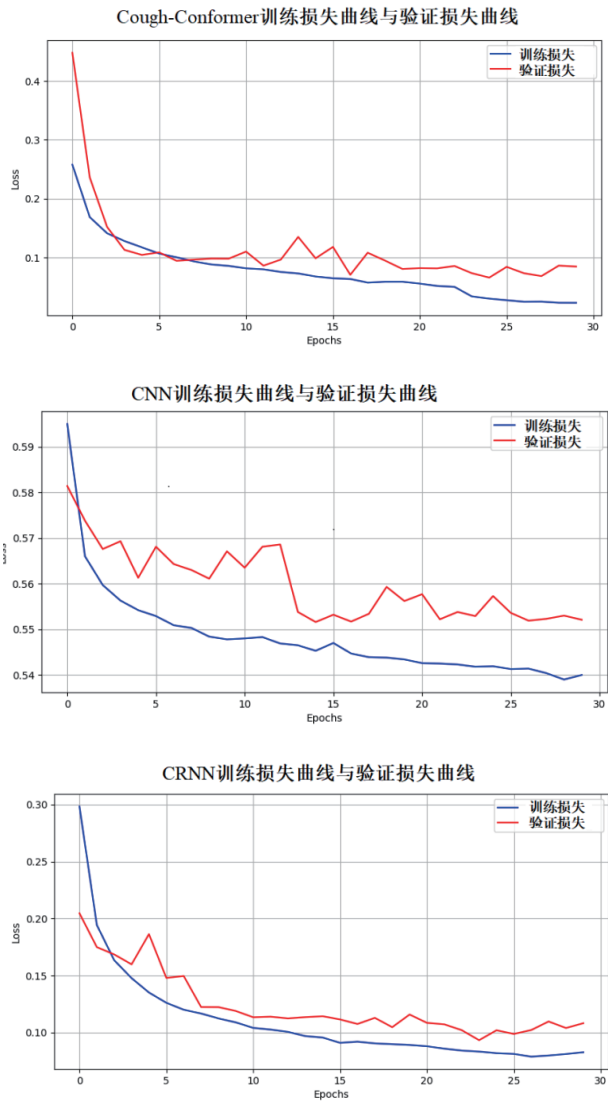 Cough-Conformer训练损失曲线与验证损失曲线
训练损失
验证损失
0.4
0.3
0.2
0.1
Loss
0 5 10 15 20 25 30
Epochs
CNN训练损失曲线与验证损失曲线
训练损失
验证损失
0.59
0.58
0.57
0.56
0.55
0.54
Loss
0 5 10 15 20 25 30
Epochs
CRNN训练损失曲线与验证损失曲线
训练损失
验证损失
0.30
0.25
0.20
0.15
0.10
Loss
0 5 10 15 20 25 30
Epochs